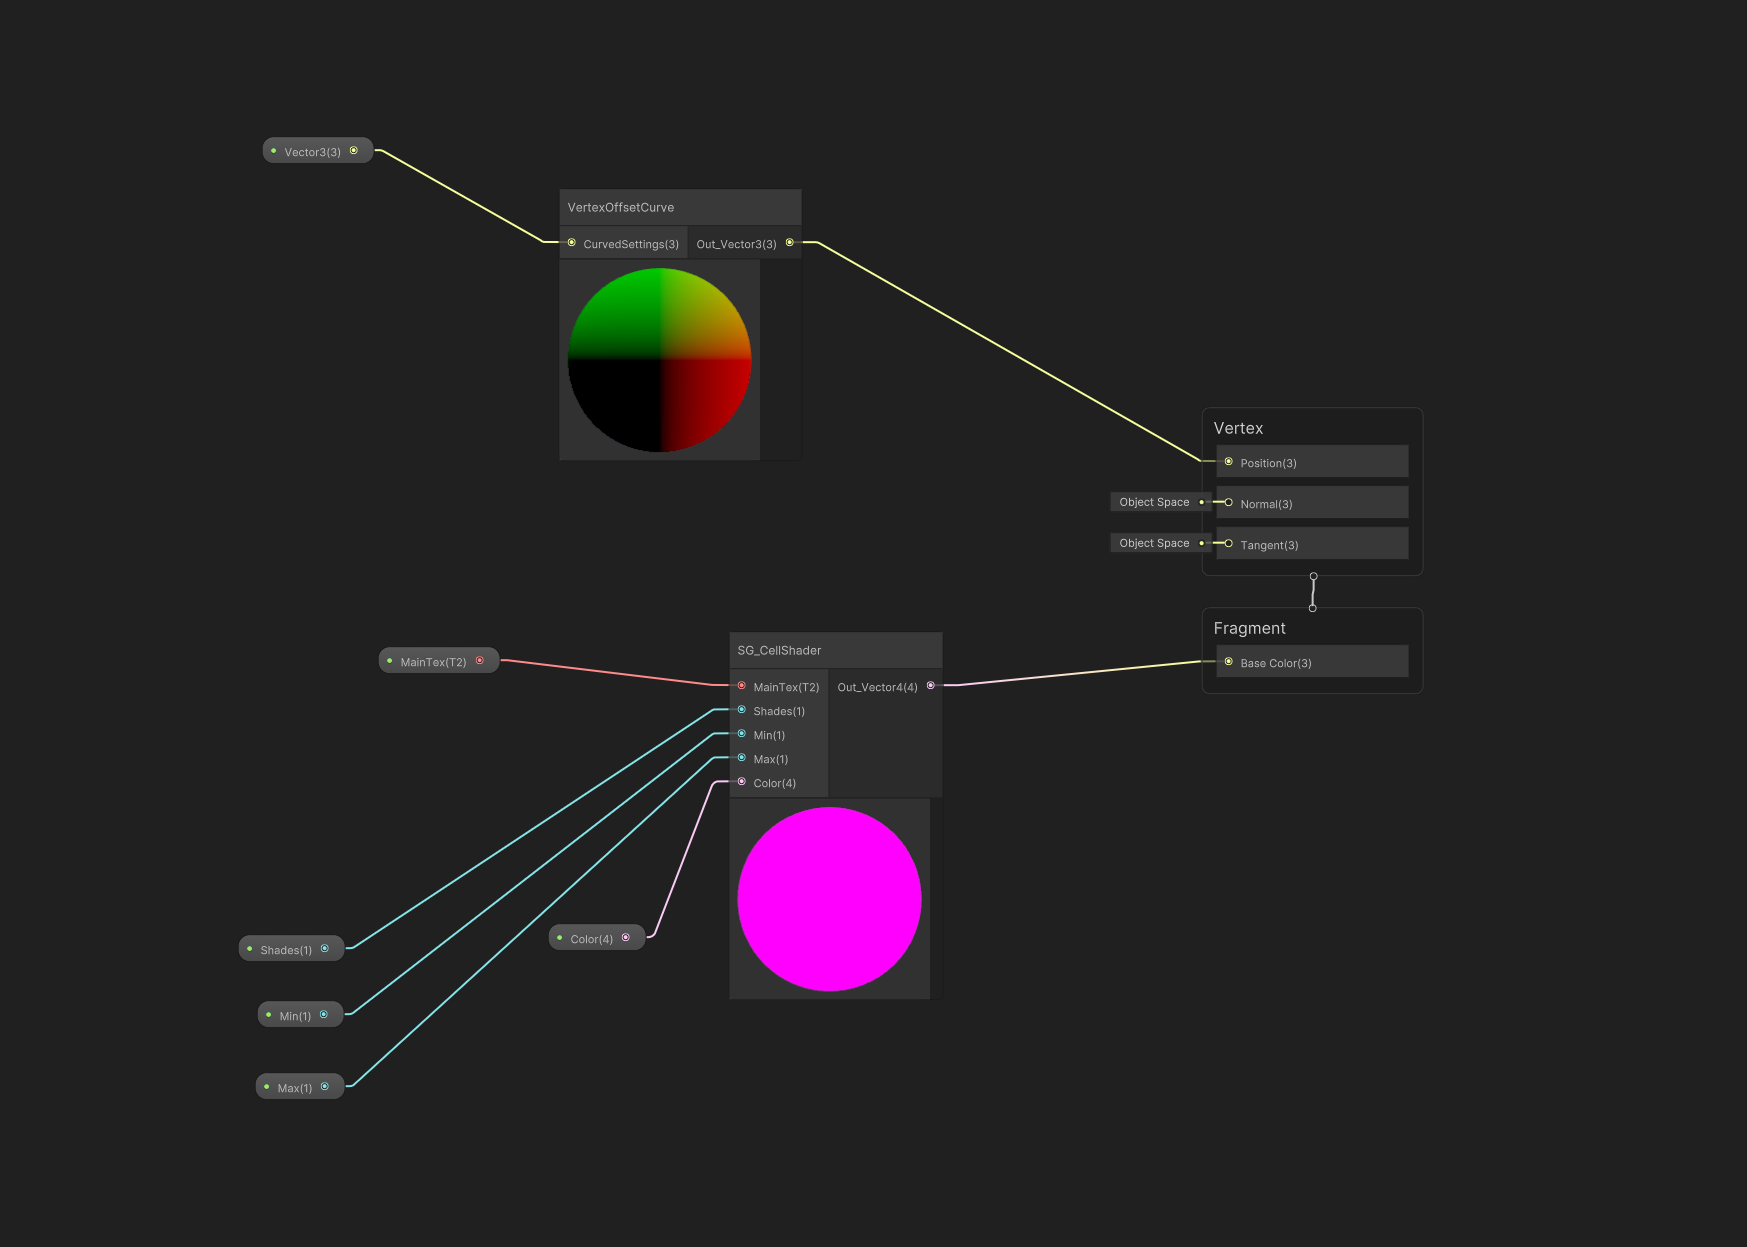 Vector3(3)
VertexOffsetCurve
CurvedSettings(3)
Out_Vector3(3)
Vertex
Position(3)
Object Space
Normal(3)
Object Space
Tangent(3)
Fragment
Base Color(3)
MainTex(T2)
SG_CellShader
MainTex(T2)
Out_Vector4(4)
Shades(1)
Min(1)
Max(1)
Color(4)
Color(4)
Shades(1)
Min(1)
Max(1)